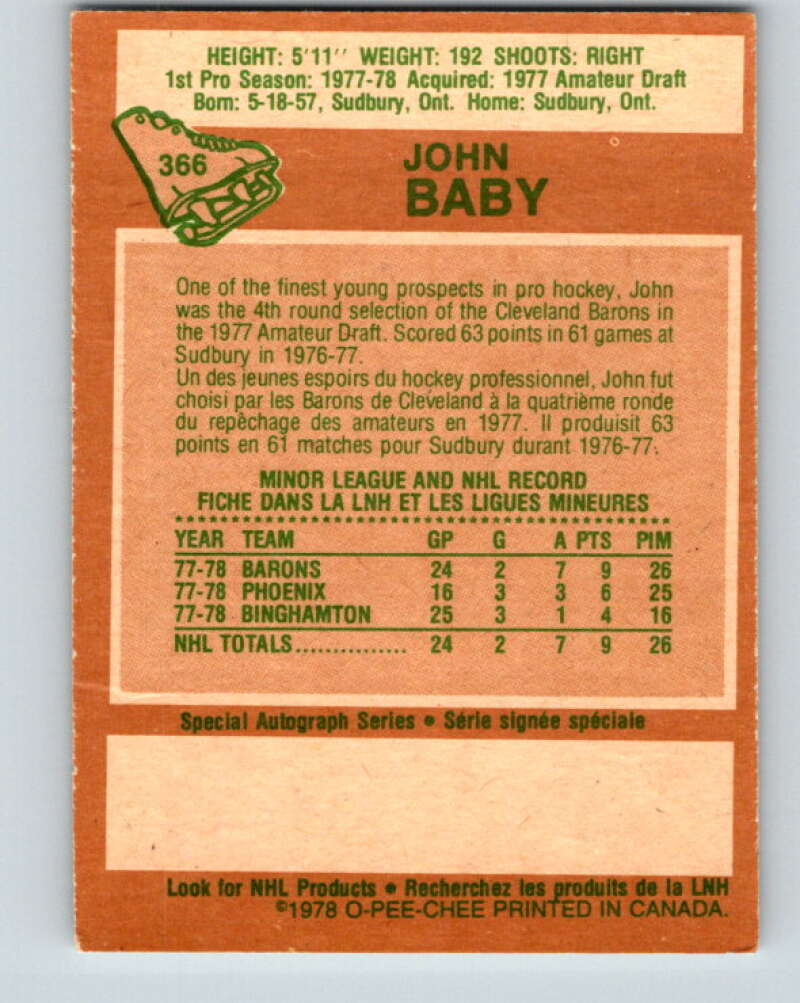 HEIGHT: 5'11'' WEIGHT: 192 SHOOTS: RIGHT
1st Pro Season: 1977-78 Acquired: 1977 Amateur Draft
Born: 5-18-57, Sudbury, Ont. Home: Sudbury, Ont.
366
JOHN
BABY
One of the finest young prospects in pro hockey, John
was the 4th round selection of the Cleveland Barons in
the 1977 Amateur Draft. Scored 63 points in 61 games at
Sudbury in 1976-77.
Un des jeunes espoirs du hockey professionnel, John fut
choisi par les Barons de Cleveland à la quatrième ronde
du repêchage des amateurs en 1977. Il produisit 63
points en 61 matches pour Sudbury durant 1976-77.
MINOR LEAGUE AND NHL RECORD
FICHE DANS LA LNH ET LES LIGUES MINEURES
YEAR TEAM GP G A PTS PIM
77-78 BARONS 24 2 7 9 26
77-78 PHOENIX 16 3 3 6 25
77-78 BINGHAMTON 25 3 1 4 16
NHL TOTALS............... 24 2 7 9 26
Special Autograph Series • Série signée spéciale
Look for NHL Products • Recherchez les produits de la LNH
©1978 O-PEE-CHEE PRINTED IN CANADA.